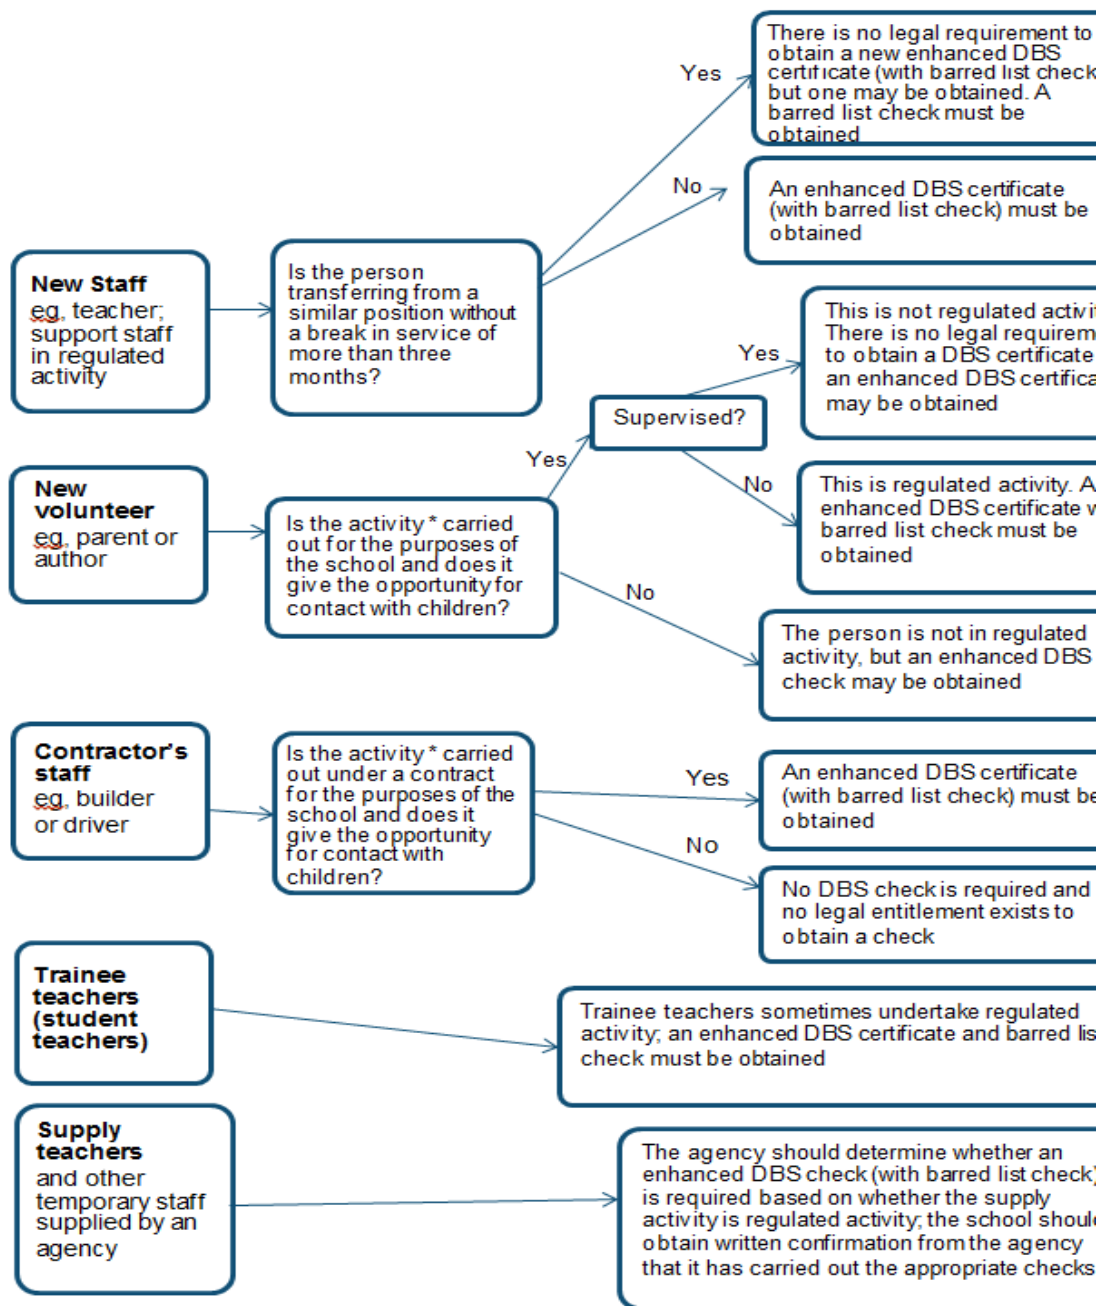 There is no legal requirement to
obtain a new enhanced DBS
certificate (with barred list check
but one may be obtained. A
barred list check must be
obtained
Yes
No
An enhanced DBS certificate
(with barred list check) must be
obtained
New Staff
eg, teacher;
support staff
in regulated
activity
Is the person
transferring from a
similar position without
a break in service of
more than three
months?
This is not regulated activit
There is no legal requirem
to obtain a DBS certificate
an enhanced DBS certifica
may be obtained
Yes
Supervised?
Yes
No
This is regulated activity. A
enhanced DBS certificate w
barred list check must be
obtained
New
volunteer
eg, parent or
author
Is the activity * carried
out for the purposes of
the school and does it
give the opportunity for
contact with children?
No
The person is not in regulated
activity, but an enhanced DBS
check may be obtained
Contractor's
staff
eg, builder
or driver
Is the activity * carried
out under a contract
for the purposes of the
school and does it
give the opportunity
for contact with
children?
Yes
An enhanced DBS certificate
(with barred list check) must be
obtained
No
No DBS check is required and
no legal entitlement exists to
obtain a check
Trainee
teachers
(student
teachers)
Trainee teachers sometimes undertake regulated
activity; an enhanced DBS certificate and barred lis
check must be obtained
Supply
teachers
and other
temporary staff
supplied by an
agency
The agency should determine whether an
enhanced DBS check (with barred list check)
is required based on whether the supply
activity is regulated activity; the school shoul
obtain written confirmation from the agency
that it has carried out the appropriate checks